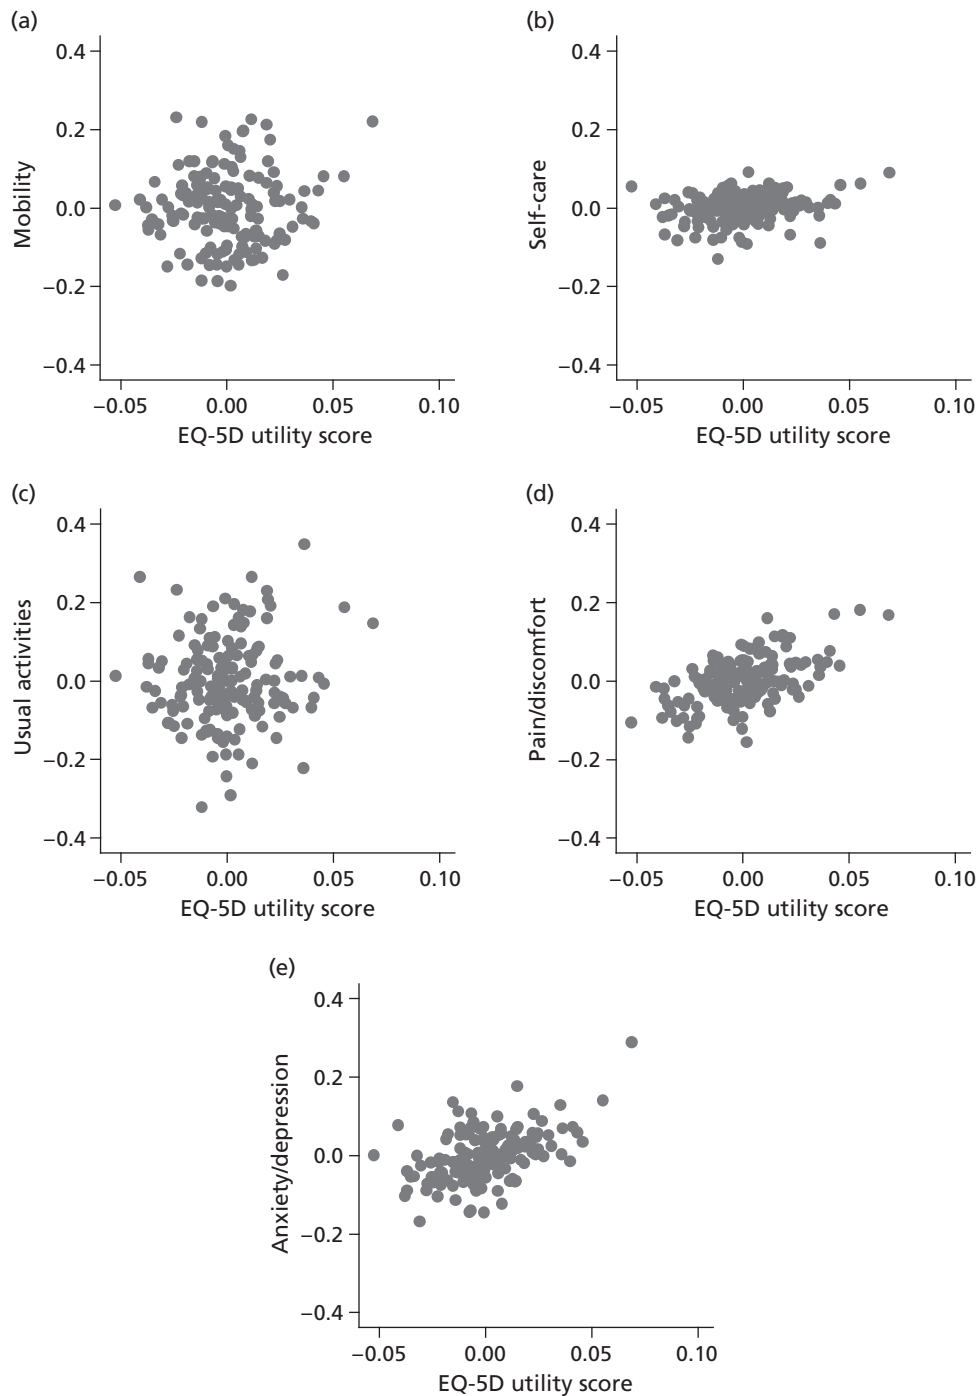 (a)
0.4
0.2
0.0
−0.2
−0.4
Mobility
−0.05 0.00 0.05 0.10
EQ-5D utility score
(b)
0.4
0.2
0.0
−0.2
−0.4
Self-care
−0.05 0.00 0.05 0.10
EQ-5D utility score
(c)
0.4
0.2
0.0
−0.2
−0.4
Usual activities
−0.05 0.00 0.05 0.10
EQ-5D utility score
(d)
0.4
0.2
0.0
−0.2
−0.4
Pain/discomfort
−0.05 0.00 0.05 0.10
EQ-5D utility score
(e)
0.4
0.2
0.0
−0.2
−0.4
Anxiety/depression
−0.05 0.00 0.05 0.10
EQ-5D utility score